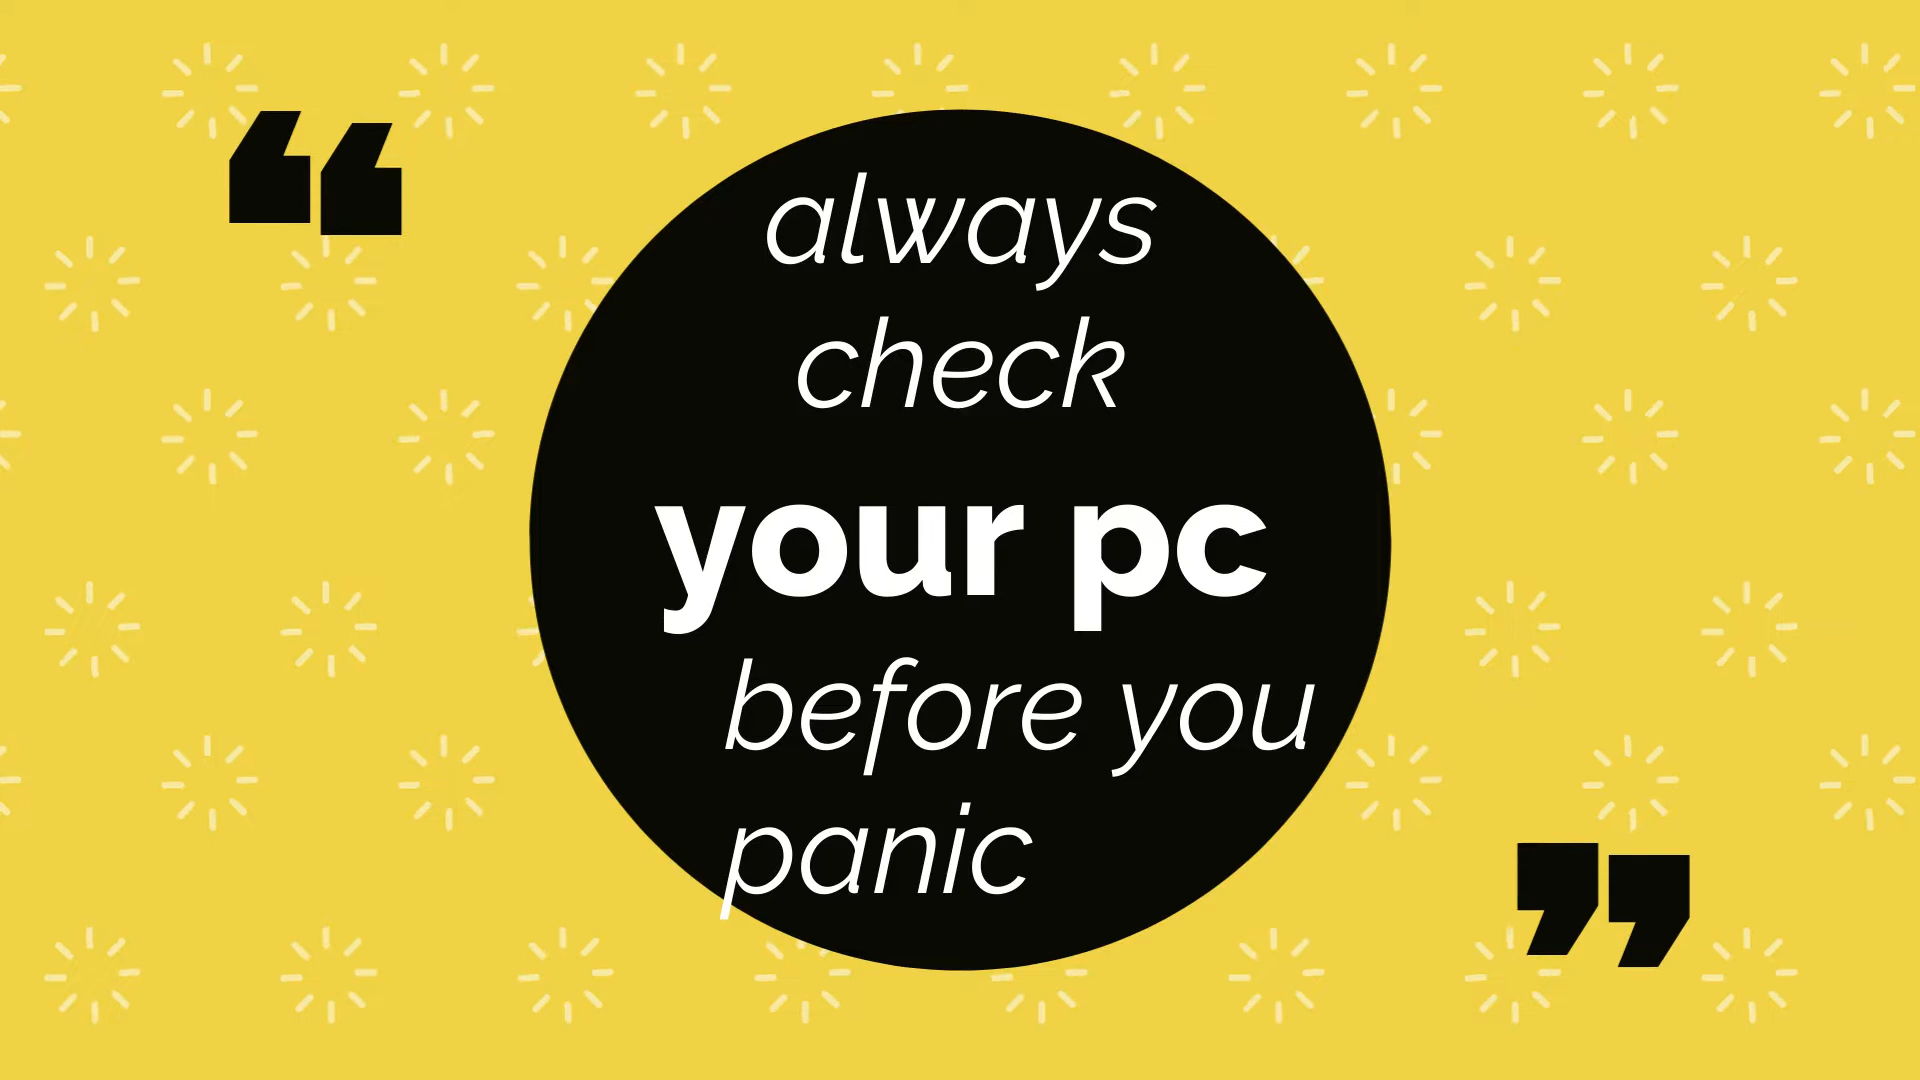 “
always
check
your pc
before you
panic
”